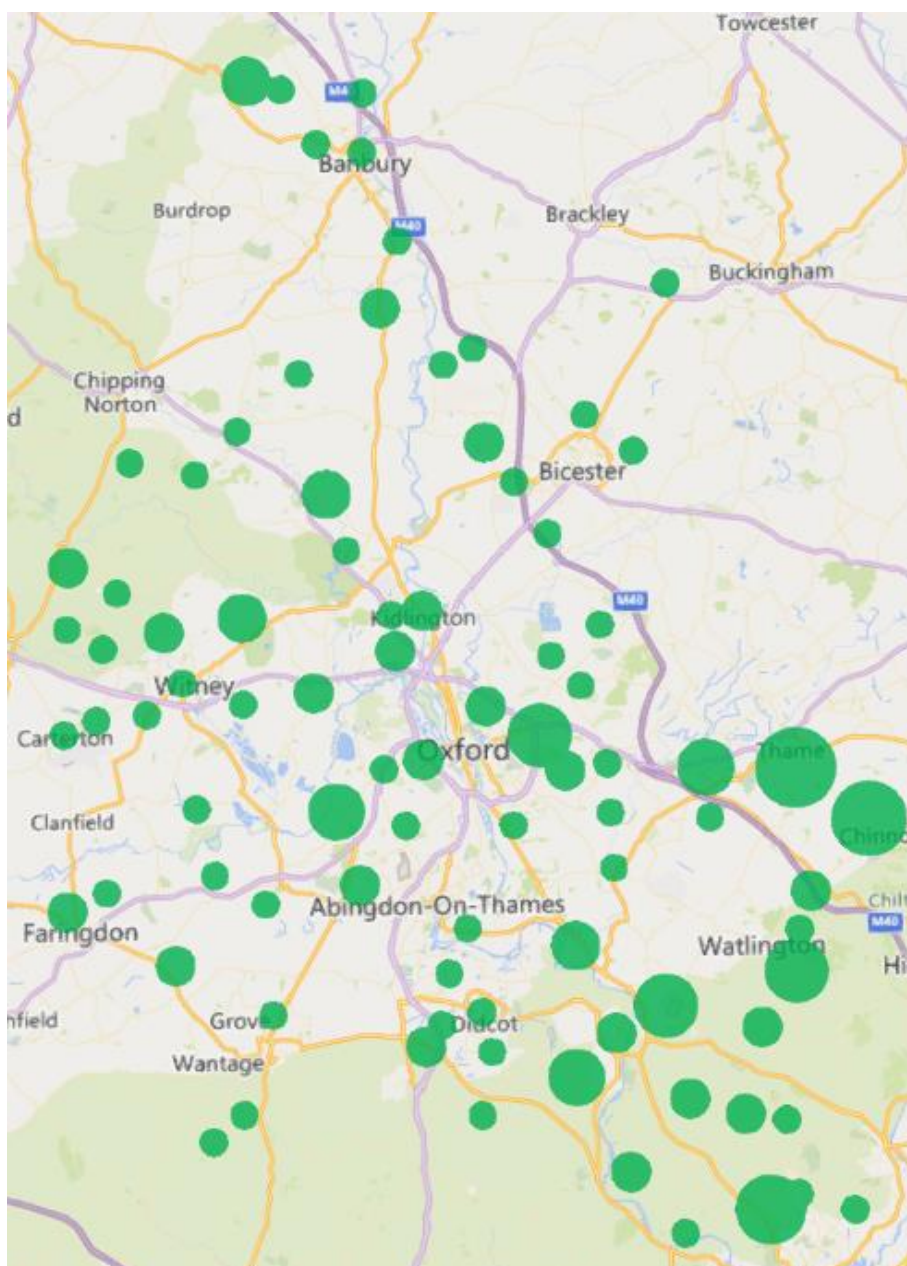 Towcester
M40
Banbury
Burdrop
Brackley
M40
Buckingham
Chipping
Norton
d
Bicester
M40
Kidlington
Witney
Carterton
Oxford
Thame
Clanfield
Chinno
Abingdon-On-Thames
Chilt
Faringdon
M40
Watlington
Hi
nfield
Grove
Didcot
Wantage